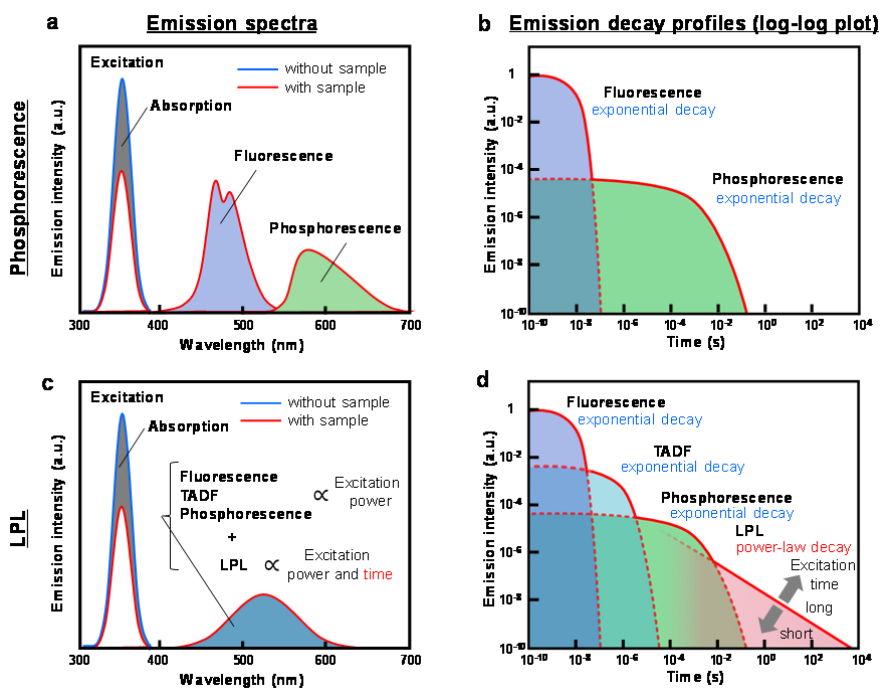 a
Emission spectra
b
Emission decay profiles (log-log plot)
Phosphorescence
Emission intensity (a.u.)
Excitation
without sample
with sample
Absorption
Fluorescence
Phosphorescence
300
400
500
600
700
Wavelength (nm)
Emission intensity (a.u.)
1
10⁻²
10⁻⁴
10⁻⁶
10⁻⁸
10⁻¹⁰
Fluorescence
exponential decay
Phosphorescence
exponential decay
10⁻¹⁰
10⁻⁸
10⁻⁶
10⁻⁴
10⁻²
10⁰
10²
10⁴
Time (s)
LPL
c
Emission intensity (a.u.)
Excitation
without sample
with sample
Absorption
Fluorescence
TADF
Phosphorescence
∝ Excitation
power
+
LPL ∝ Excitation
power and time
300
400
500
600
700
Wavelength (nm)
d
Emission intensity (a.u.)
1
10⁻²
10⁻⁴
10⁻⁶
10⁻⁸
10⁻¹⁰
Fluorescence
exponential decay
TADF
exponential decay
Phosphorescence
exponential decay
LPL
power-law decay
Excitation
time
long
short
10⁻¹⁰
10⁻⁸
10⁻⁶
10⁻⁴
10⁻²
10⁰
10²
10⁴
Time (s)